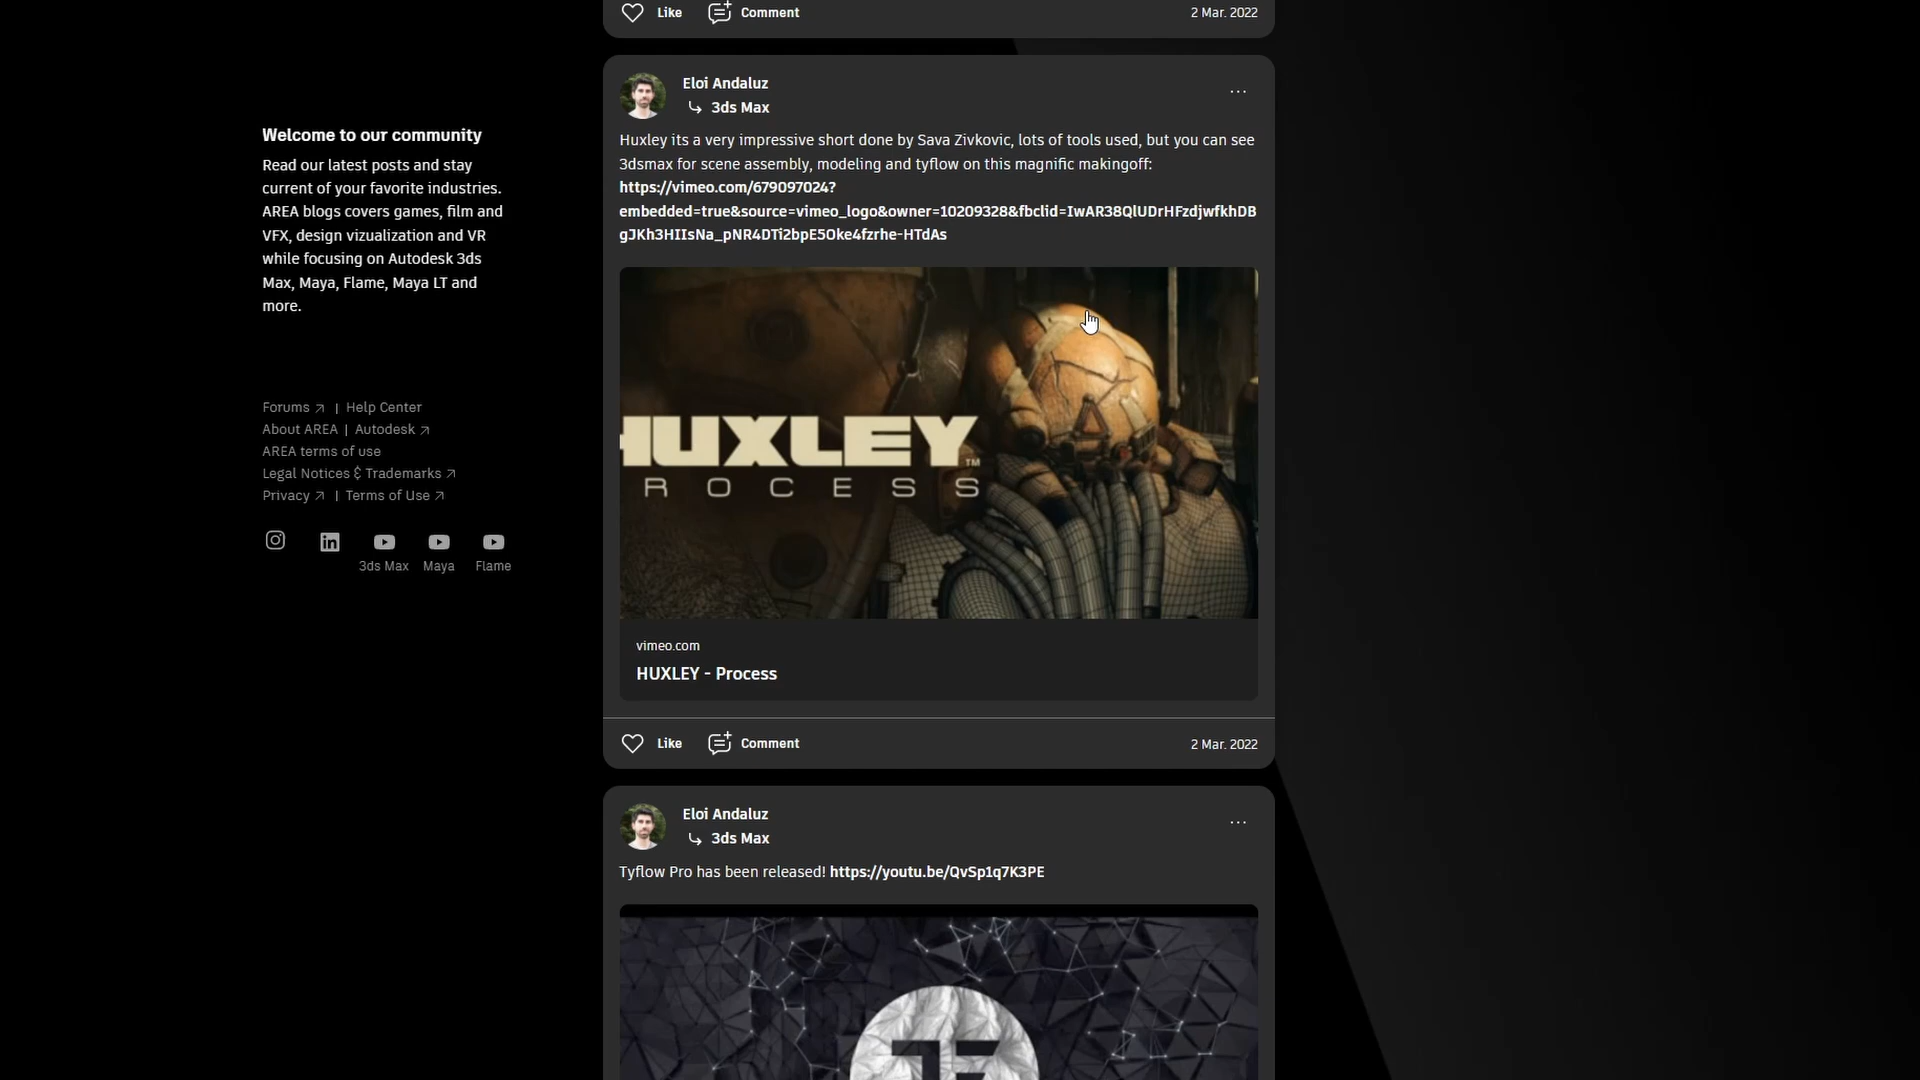 Like
Comment
2 Mar. 2022
Welcome to our community
Read our latest posts and stay
current of your favorite industries.
AREA blogs covers games, film and
VFX, design vizualization and VR
while focusing on Autodesk 3ds
Max, Maya, Flame, Maya LT and
more.
Forums | Help Center
About AREA | Autodesk
AREA terms of use
Legal Notices & Trademarks
Privacy | Terms of Use
3ds Max Maya Flame
Eloi Andaluz
3ds Max
...
Huxley its a very impressive short done by Sava Zivkovic, lots of tools used, but you can see
3dsmax for scene assembly, modeling and tyflow on this magnific makingoff:
https://vimeo.com/679097024?
embedded=true&source=vimeo_logo&owner=10209328&fbclid=IwAR38QlUDrHFzdjwfkhDB
gJKh3HIIsNa_pNR4DTi2bpE5Oke4fzrhe-HTdAs
HUXLEY™
ROCESS
vimeo.com
HUXLEY - Process
Like
Comment
2 Mar. 2022
Eloi Andaluz
3ds Max
...
Tyflow Pro has been released! https://youtu.be/QvSp1q7K3PE